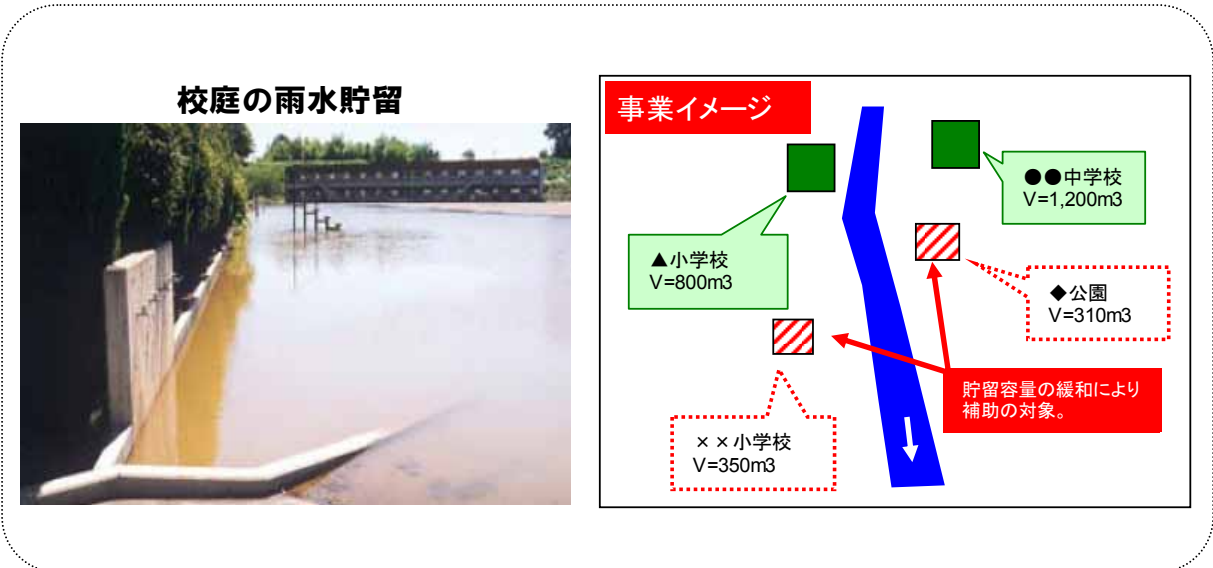 校庭の雨水貯留
事業イメージ
●●中学校
V=1,200m3
▲小学校
V=800m3
◆公園
V=310m3
貯留容量の緩和により
補助の対象。
××小学校
V=350m3